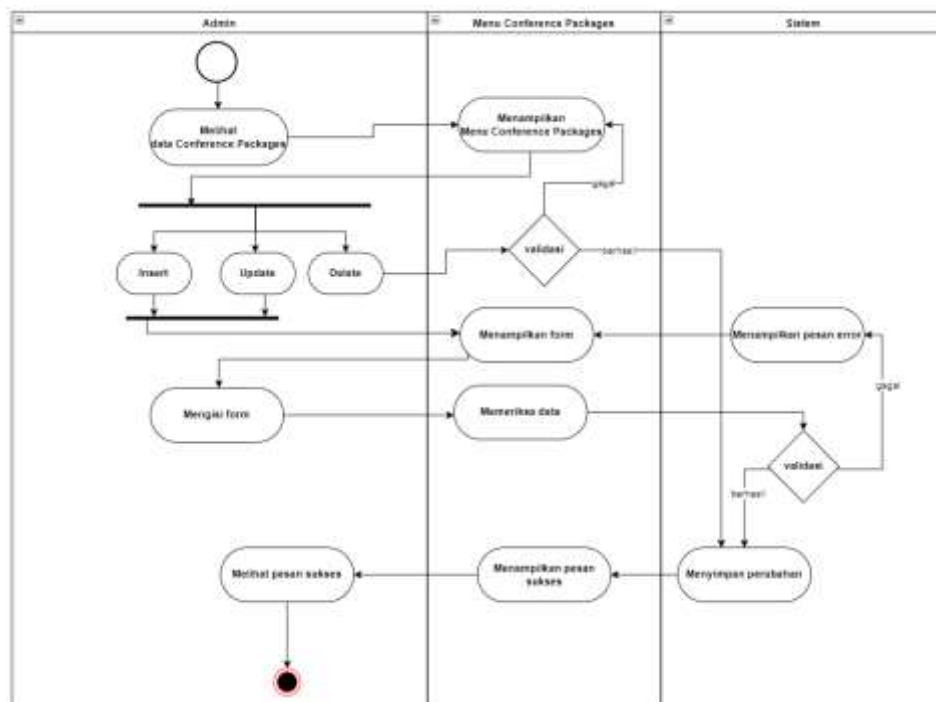 Admin
Menu Conference Packages
Sistem
Melihat
data Conference Packages
Menampilkan
Menu Conference Packages
gagal
validasi
berhasil
Insert
Update
Delete
Menampilkan form
Menampilkan pesan error
gagal
Mengisi form
Memeriksa data
validasi
berhasil
Melihat pesan sukses
Menampilkan pesan
sukses
Menyimpan perubahan